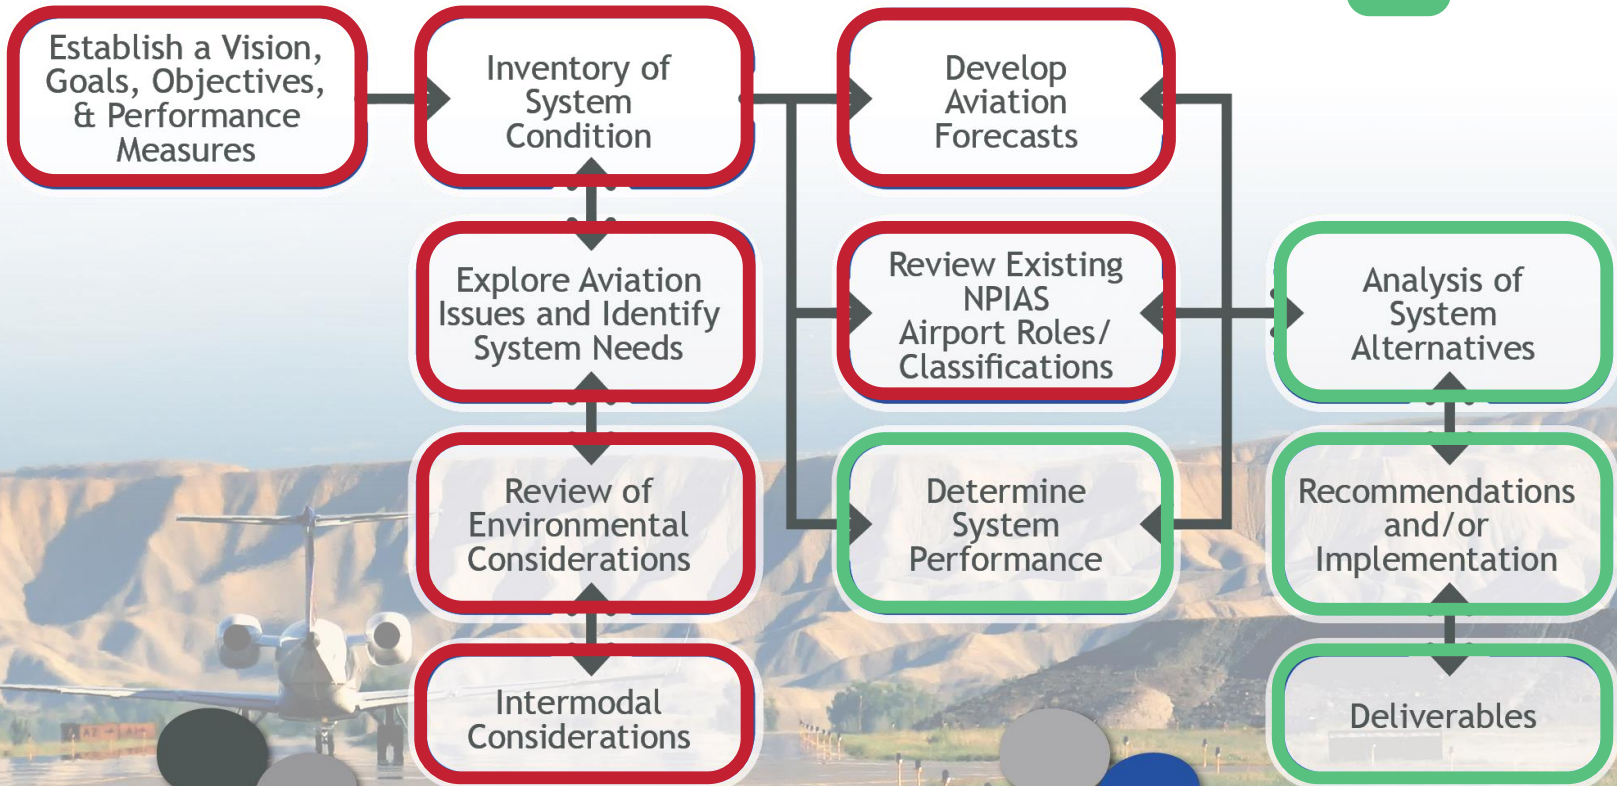 Establish a Vision,
Goals, Objectives,
& Performance
Measures
Inventory of
System
Condition
Develop
Aviation
Forecasts
Explore Aviation
Issues and Identify
System Needs
Review Existing
NPIAS
Airport Roles/
Classifications
Analysis of
System
Alternatives
Review of
Environmental
Considerations
Determine
System
Performance
Recommendations
and/or
Implementation
Intermodal
Considerations
Deliverables